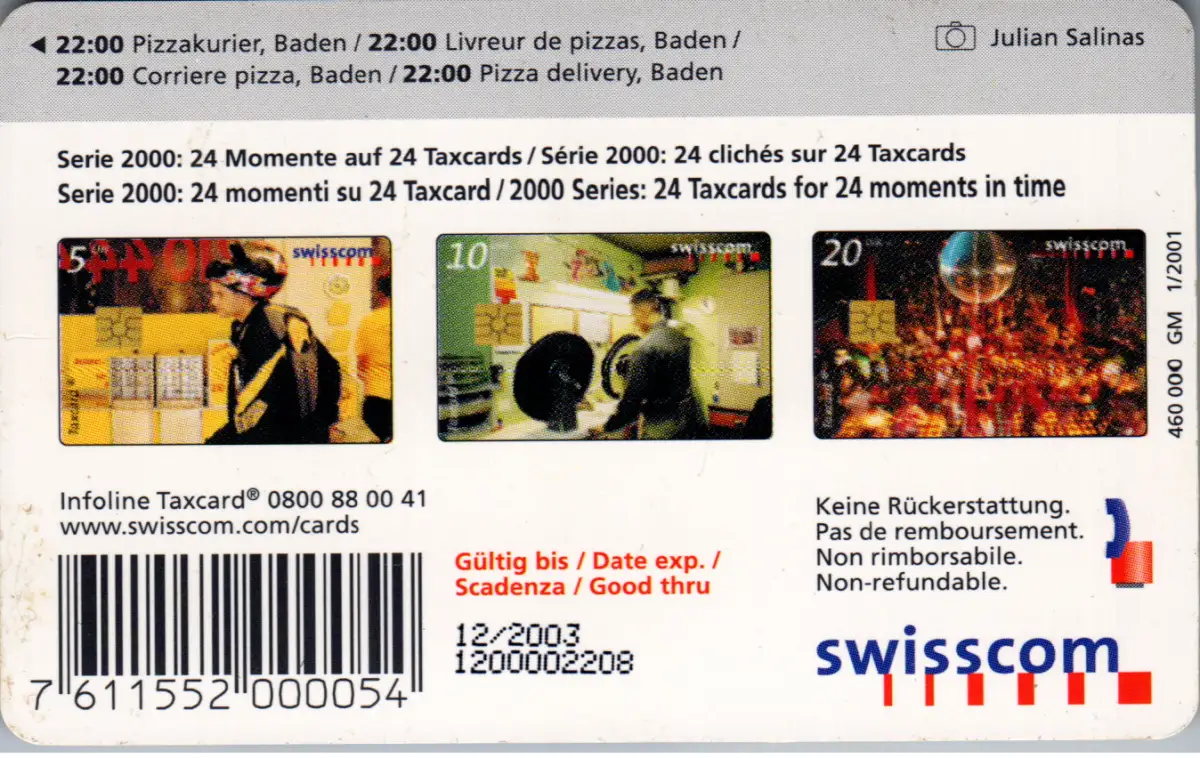 ◄ 22:00 Pizzakurier, Baden / 22:00 Livreur de pizzas, Baden /
22:00 Corriere pizza, Baden / 22:00 Pizza delivery, Baden
Julian Salinas
Serie 2000: 24 Momente auf 24 Taxcards / Série 2000: 24 clichés sur 24 Taxcards
Serie 2000: 24 momenti su 24 Taxcard / 2000 Series: 24 Taxcards for 24 moments in time
5
swisscom
Taxcard
10
swisscom
Taxcard
20
swisscom
Taxcard
460 000 GM 1/2001
Infoline Taxcard® 0800 88 00 41
www.swisscom.com/cards
7 611552 000054
Gültig bis / Date exp. /
Scadenza / Good thru
12/2003
1200002208
Keine Rückerstattung.
Pas de remboursement.
Non rimborsabile.
Non-refundable.
swisscom